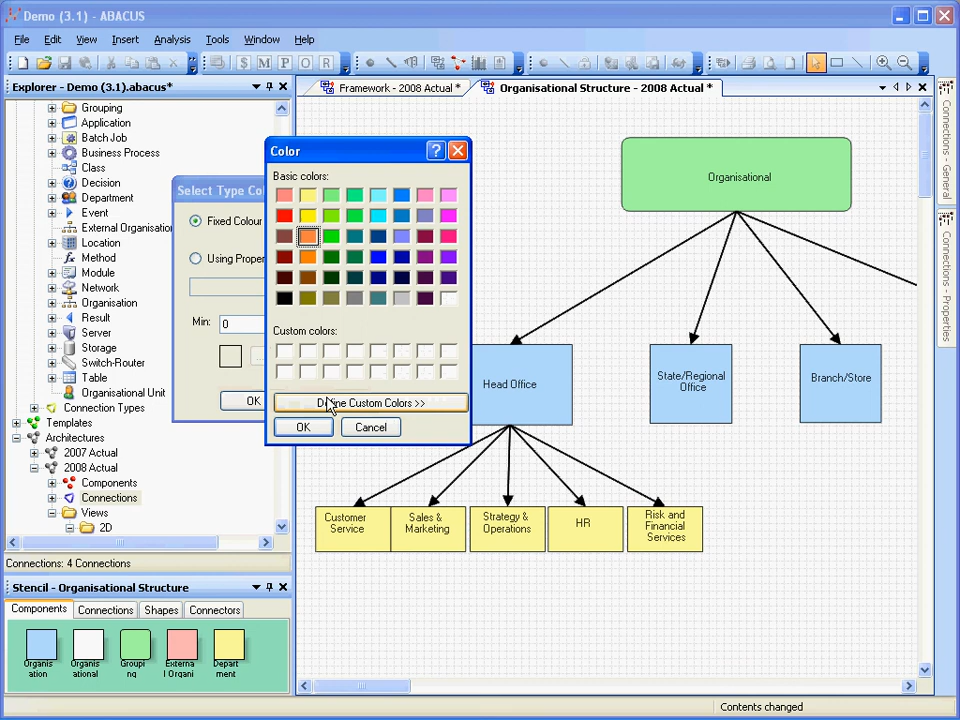 Demo (3.1) - ABACUS
File Edit View Insert Analysis Tools Window Help
$ M P O R
Explorer - Demo (3.1).abacus*
Framework - 2008 Actual *
Organisational Structure - 2008 Actual *
Grouping
Application
Batch Job
Business Process
Class
Decision
Department
Event
External Organisatio
Location
Method
Module
Network
Organisation
Result
Server
Storage
Switch-Router
Table
Organisational Unit
Connection Types
Templates
Architectures
2007 Actual
2008 Actual
Components
Connections
Views
2D
Connections: 4 Connections
Select Type Col
Fixed Colour
Using Proper
Min: 0
OK
Color
Basic colors:
Custom colors:
Define Custom Colors >>
OK
Cancel
Organisational
Head Office
State/Regional
Office
Branch/Store
Customer
Service
Sales &
Marketing
Strategy &
Operations
HR
Risk and
Financial
Services
Connections - General
Connections - Properties
Stencil - Organisational Structure
Components Connections Shapes Connectors
Organis
ation
Organis
ational
Groupi
ng
Externa
l Organi
Depart
ment
Contents changed